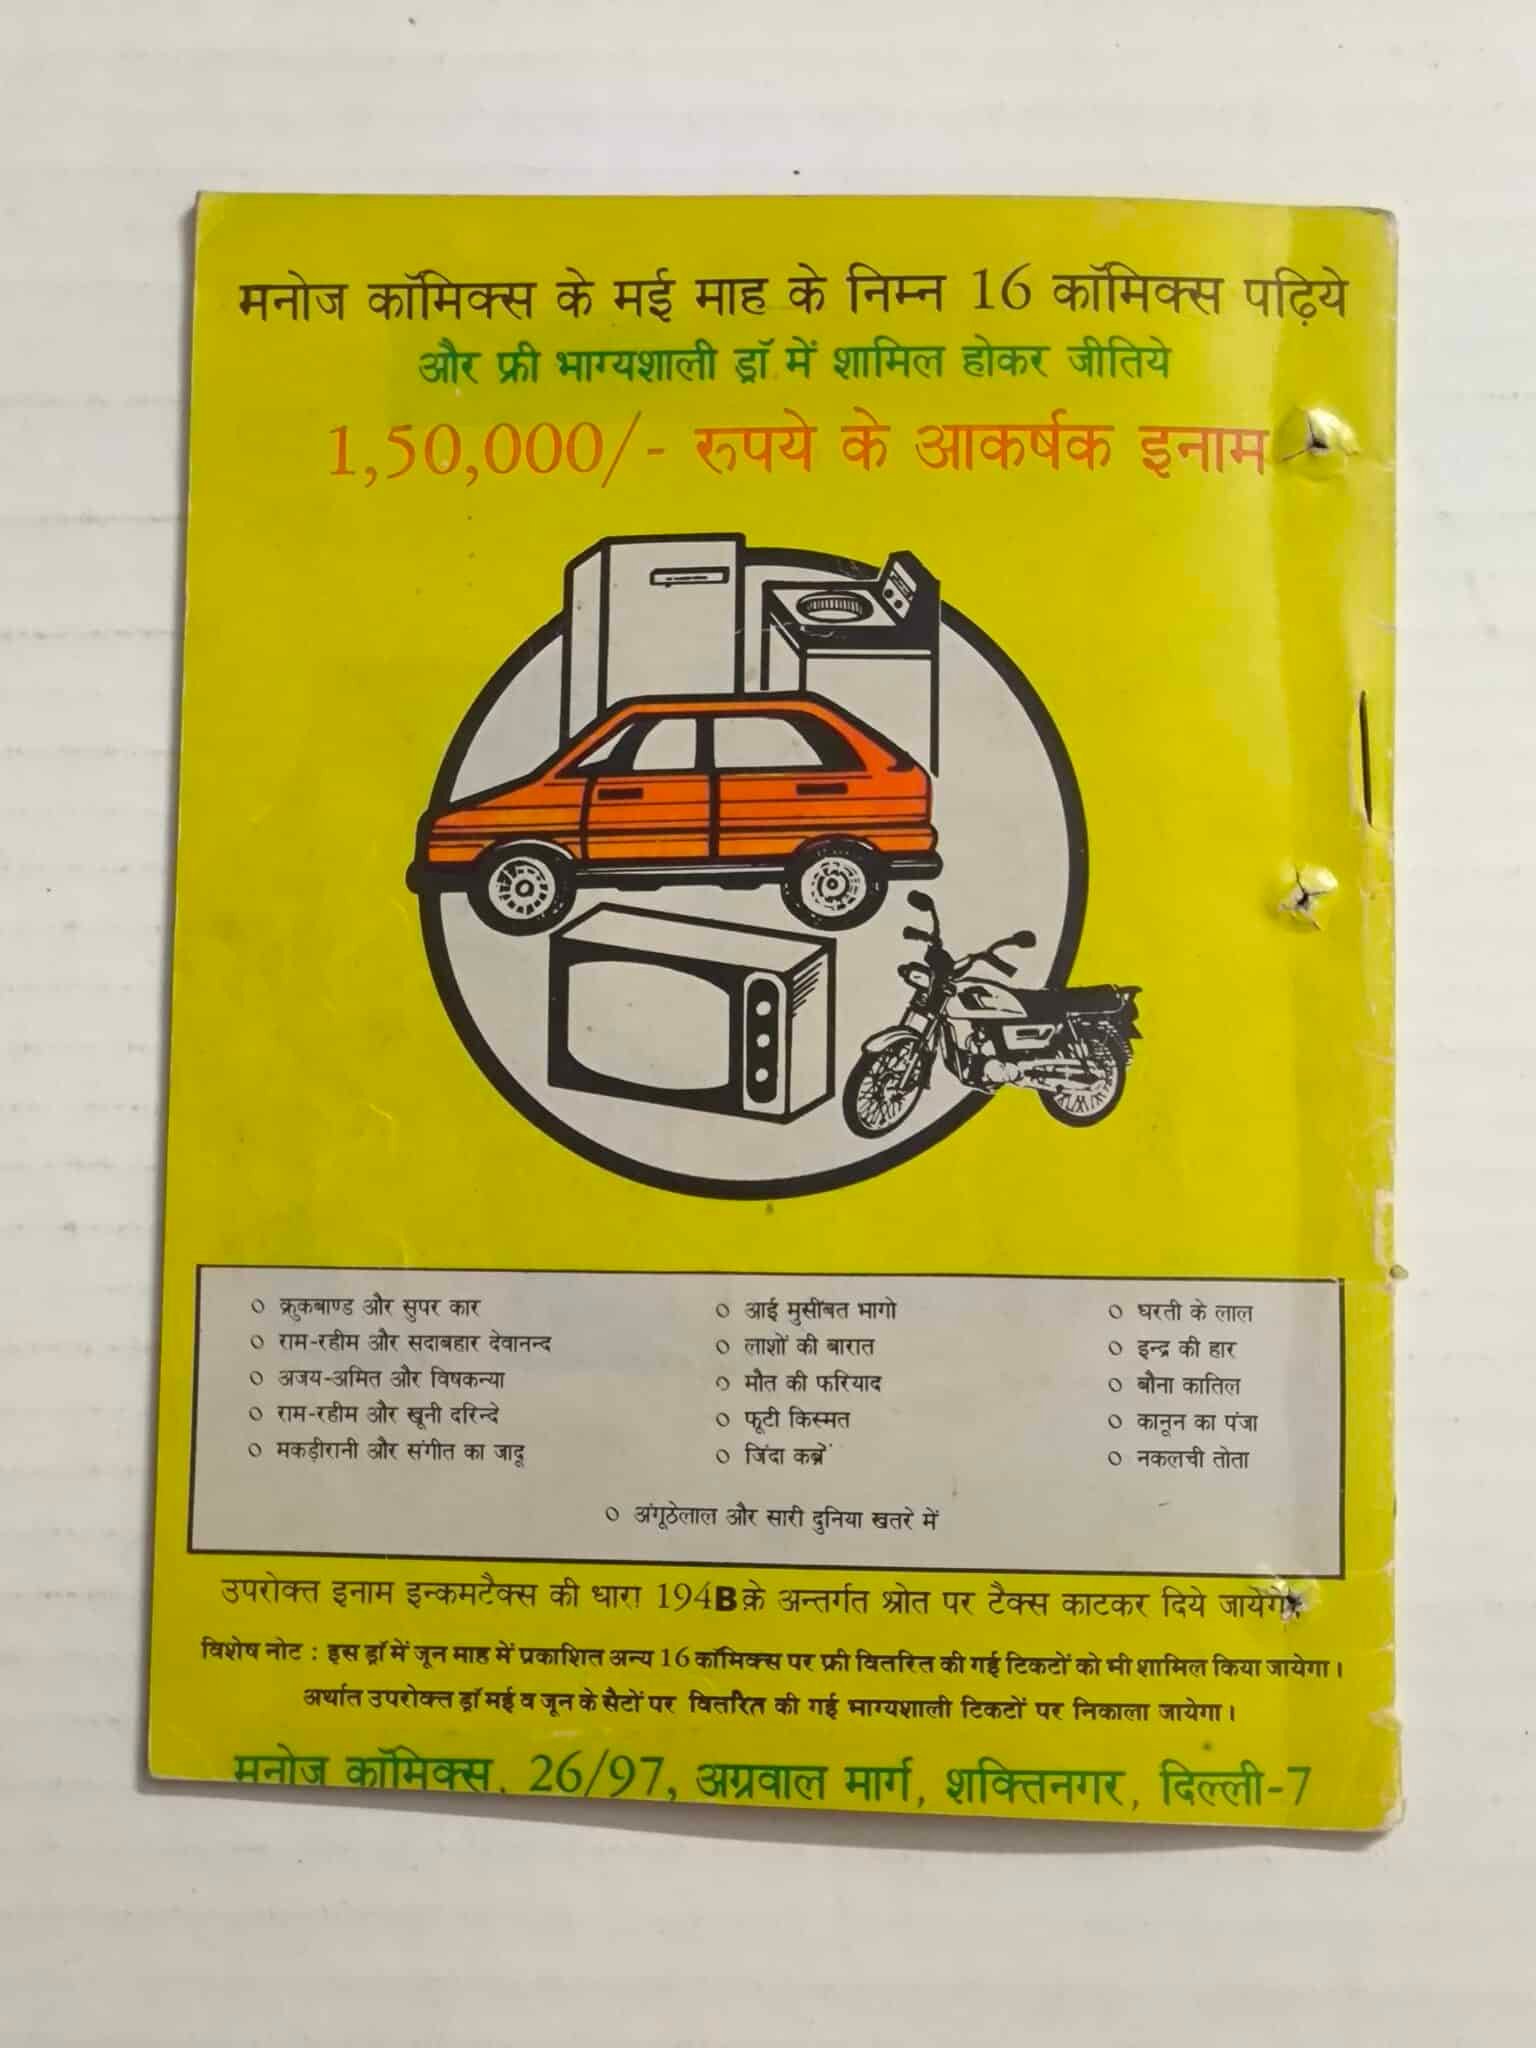 मनोज कॉमिक्स के मई माह के निम्न 16 कॉमिक्स पढ़िये
और फ्री भाग्यशाली ड्रॉ में शामिल होकर जीतिये
1,50,000/- रुपये के आकर्षक इनाम
० क्रुकबाण्ड और सुपर कार
० राम-रहीम और सदाबहार देवानन्द
० अजय-अमित और विषकन्या
० राम-रहीम और खूनी दरिन्दे
० मकड़ीरानी और संगीत का जादू
० आई मुसीबत भागो
० लाशों की बारात
० मौत की फरियाद
० फूटी किस्मत
० जिंदा कब्रें
० धरती के लाल
० इन्द्र की हार
० बौना कातिल
० कानून का पंजा
० नकलची तोता
० अंगूठेलाल और सारी दुनिया खतरे में
उपरोक्त इनाम इन्कमटैक्स की धारा 194B के अन्तर्गत श्रोत पर टैक्स काटकर दिये जायेंगे।
विशेष नोट : इस ड्रॉ में जून माह में प्रकाशित अन्य 16 कॉमिक्स पर फ्री वितरित की गई टिकटों को भी शामिल किया जायेगा।
अर्थात उपरोक्त ड्रॉ मई व जून के सैटों पर वितरित की गई भाग्यशाली टिकटों पर निकाला जायेगा।
मनोज कॉमिक्स, 26/97, अग्रवाल मार्ग, शक्तिनगर, दिल्ली-7